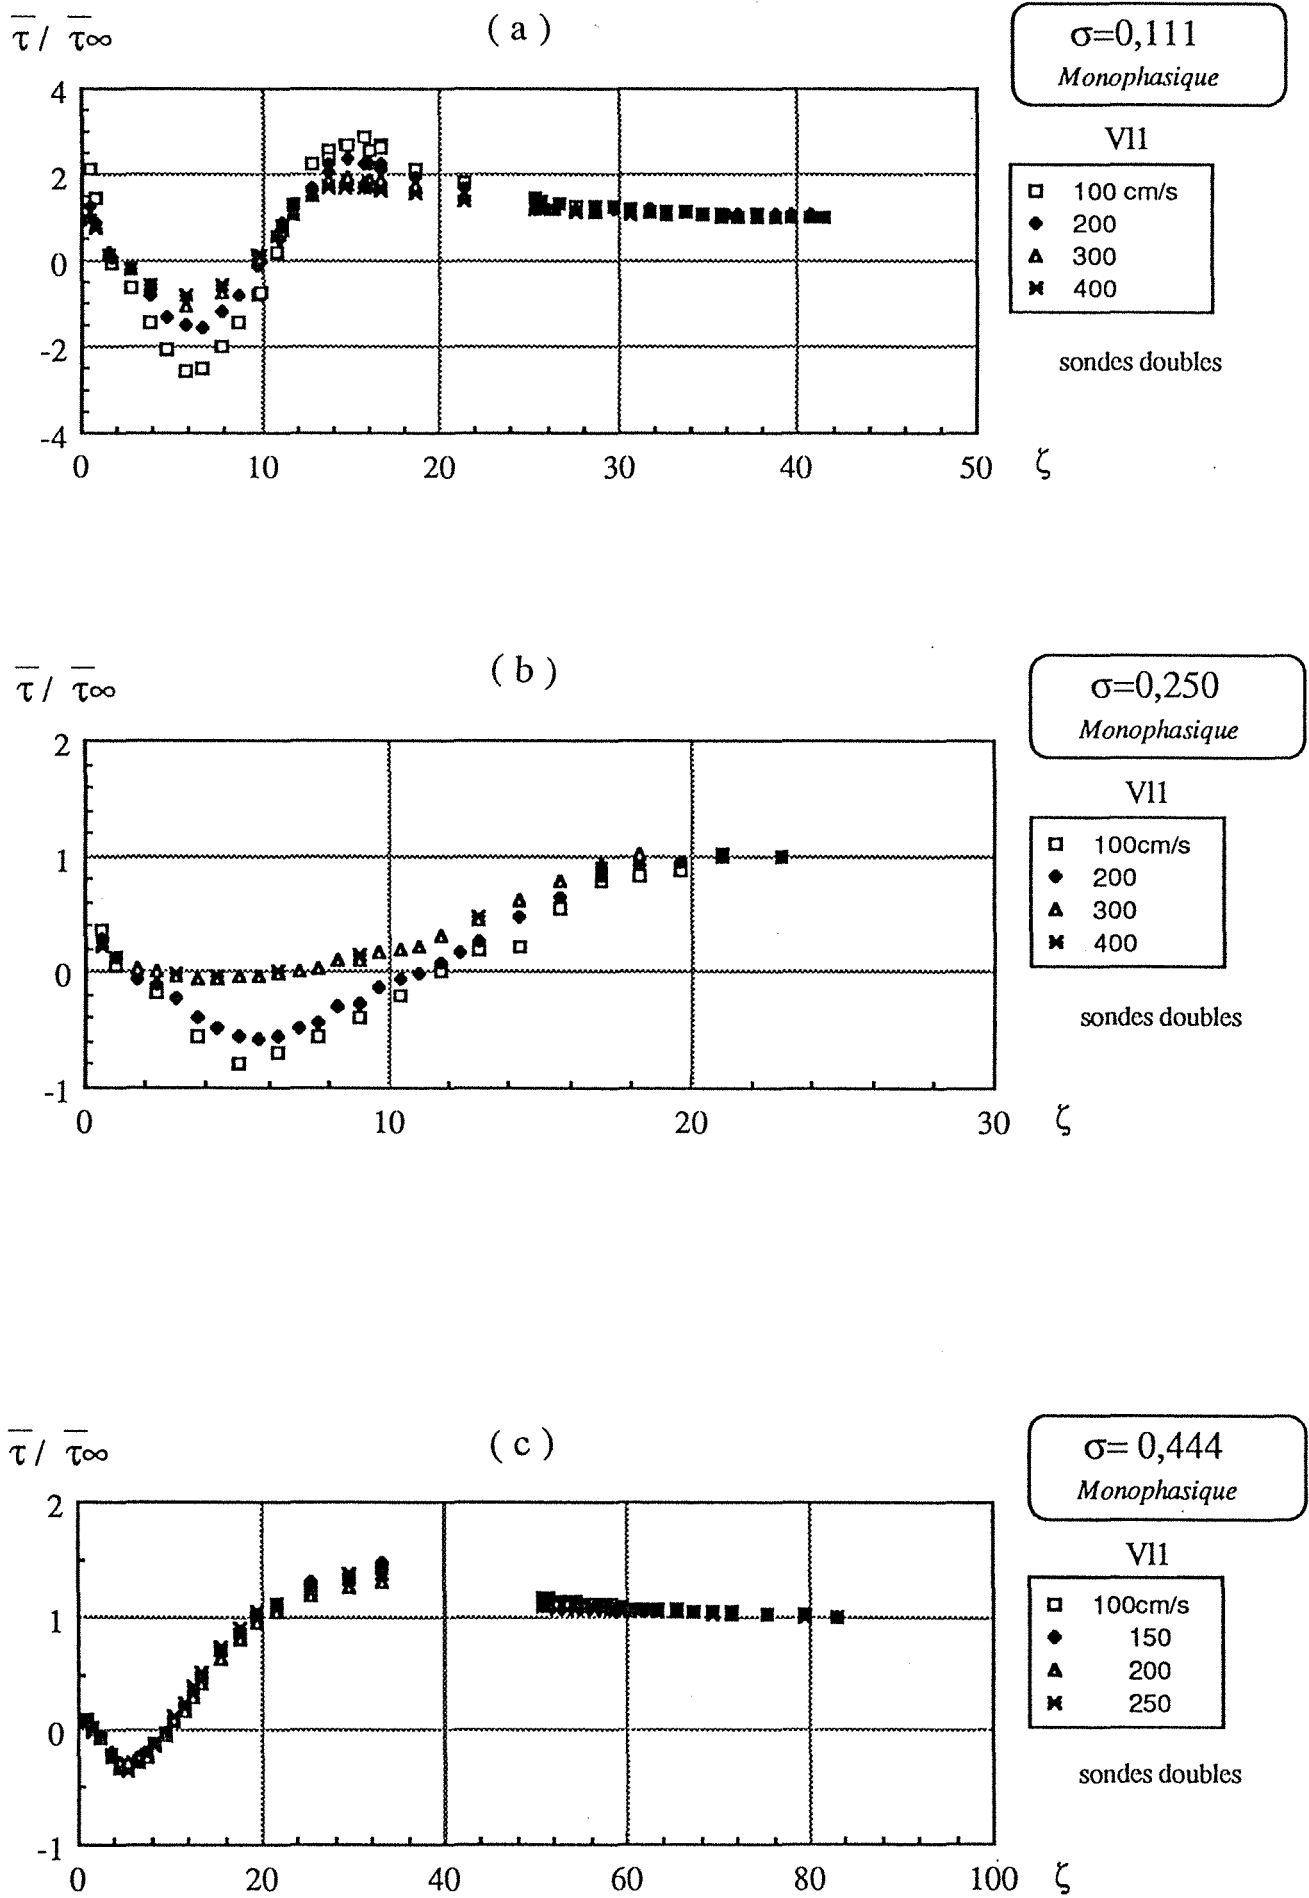 τ̅ / τ̅∞
( a )
σ=0,111
Monophasique
Vl1
100 cm/s
200
300
400
sondes doubles
4
2
0
-2
-4
0 10 20 30 40 50 ζ
τ̅ / τ̅∞
( b )
σ=0,250
Monophasique
Vl1
100cm/s
200
300
400
sondes doubles
2
1
0
-1
0 10 20 30 ζ
τ̅ / τ̅∞
( c )
σ= 0,444
Monophasique
Vl1
100cm/s
150
200
250
sondes doubles
2
1
0
-1
0 20 40 60 80 100 ζ